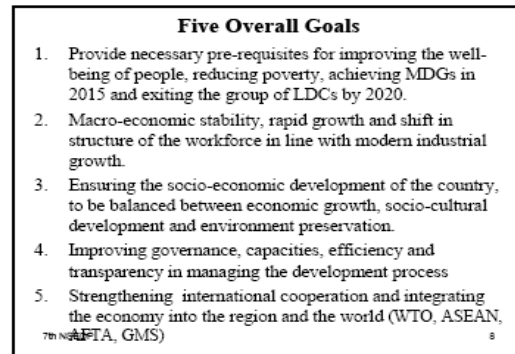 Five Overall Goals
1. Provide necessary pre-requisites for improving the well-
being of people, reducing poverty, achieving MDGs in
2015 and exiting the group of LDCs by 2020.
2. Macro-economic stability, rapid growth and shift in
structure of the workforce in line with modern industrial
growth.
3. Ensuring the socio-economic development of the country,
to be balanced between economic growth, socio-cultural
development and environment preservation.
4. Improving governance, capacities, efficiency and
transparency in managing the development process
5. Strengthening international cooperation and integrating
the economy into the region and the world (WTO, ASEAN,
AFTA, GMS)
7th 8